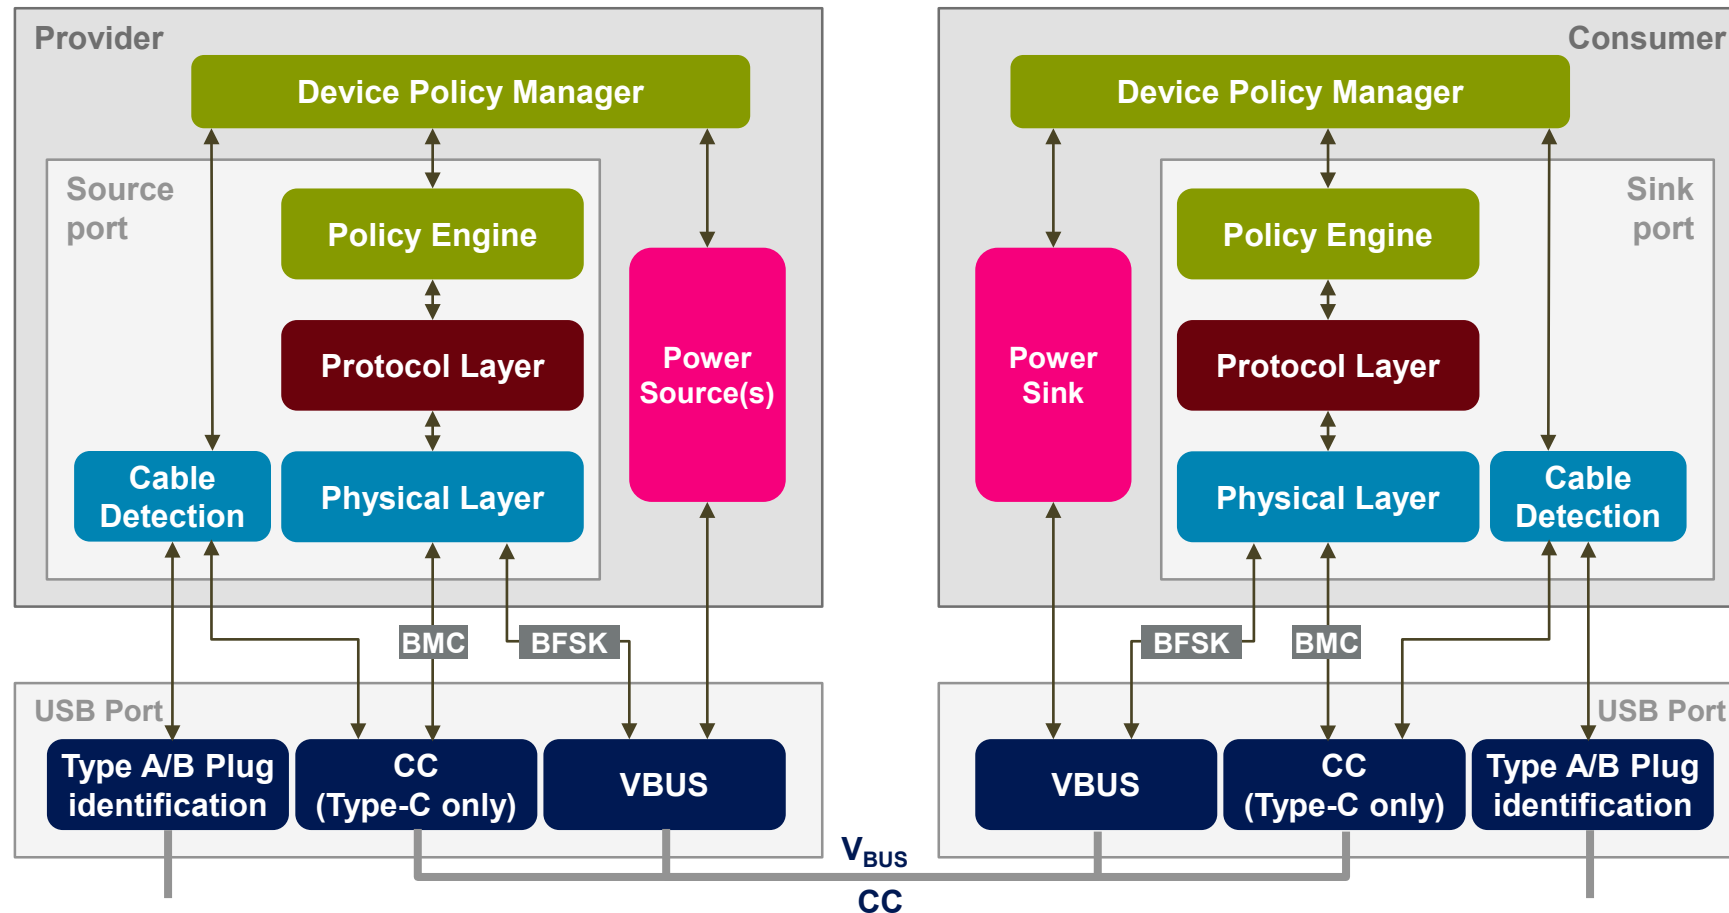 Provider
Device Policy Manager
Source
port
Policy Engine
Protocol Layer
Power
Source(s)
Cable
Detection
Physical Layer
BMC
BFSK
USB Port
Type A/B Plug
identification
CC
(Type-C only)
VBUS
Consumer
Device Policy Manager
Sink
port
Policy Engine
Power
Sink
Protocol Layer
Physical Layer
Cable
Detection
BFSK
BMC
USB Port
VBUS
CC
(Type-C only)
Type A/B Plug
identification
VBUS
CC